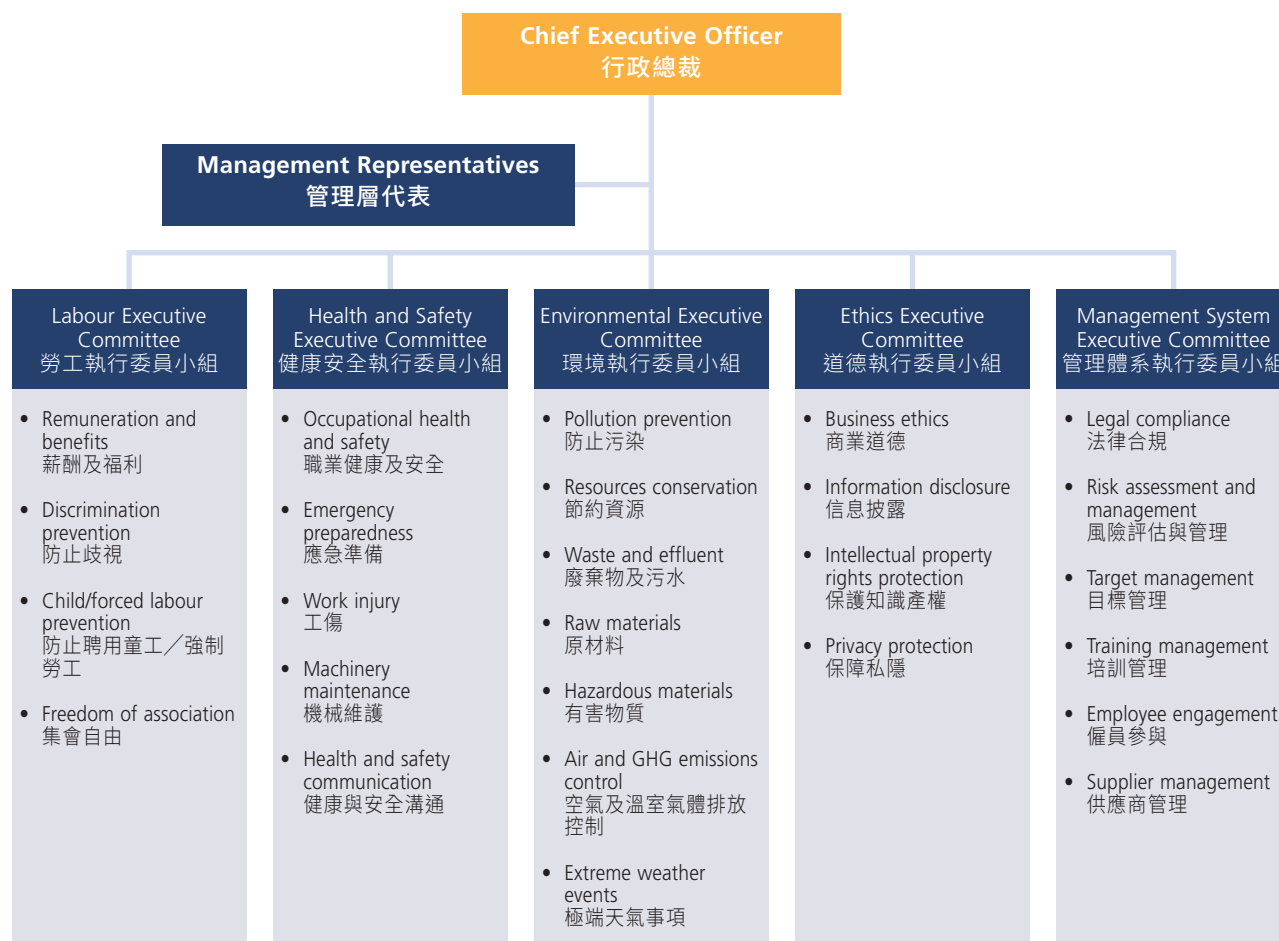 Chief Executive Officer
行政總裁
Management Representatives
管理層代表
Labour Executive
Committee
勞工執行委員小組
• Remuneration and
benefits
薪酬及福利
• Discrimination
prevention
防止歧視
• Child/forced labour
prevention
防止聘用童工／強制
勞工
• Freedom of association
集會自由
Health and Safety
Executive Committee
健康安全執行委員小組
• Occupational health
and safety
職業健康及安全
• Emergency
preparedness
應急準備
• Work injury
工傷
• Machinery
maintenance
機械維護
• Health and safety
communication
健康與安全溝通
Environmental Executive
Committee
環境執行委員小組
• Pollution prevention
防止污染
• Resources conservation
節約資源
• Waste and effluent
廢棄物及污水
• Raw materials
原材料
• Hazardous materials
有害物質
• Air and GHG emissions
control
空氣及溫室氣體排放
控制
• Extreme weather
events
極端天氣事項
Ethics Executive
Committee
道德執行委員小組
• Business ethics
商業道德
• Information disclosure
信息披露
• Intellectual property
rights protection
保護知識產權
• Privacy protection
保障私隱
Management System
Executive Committee
管理體系執行委員小組
• Legal compliance
法律合規
• Risk assessment and
management
風險評估與管理
• Target management
目標管理
• Training management
培訓管理
• Employee engagement
僱員參與
• Supplier management
供應商管理